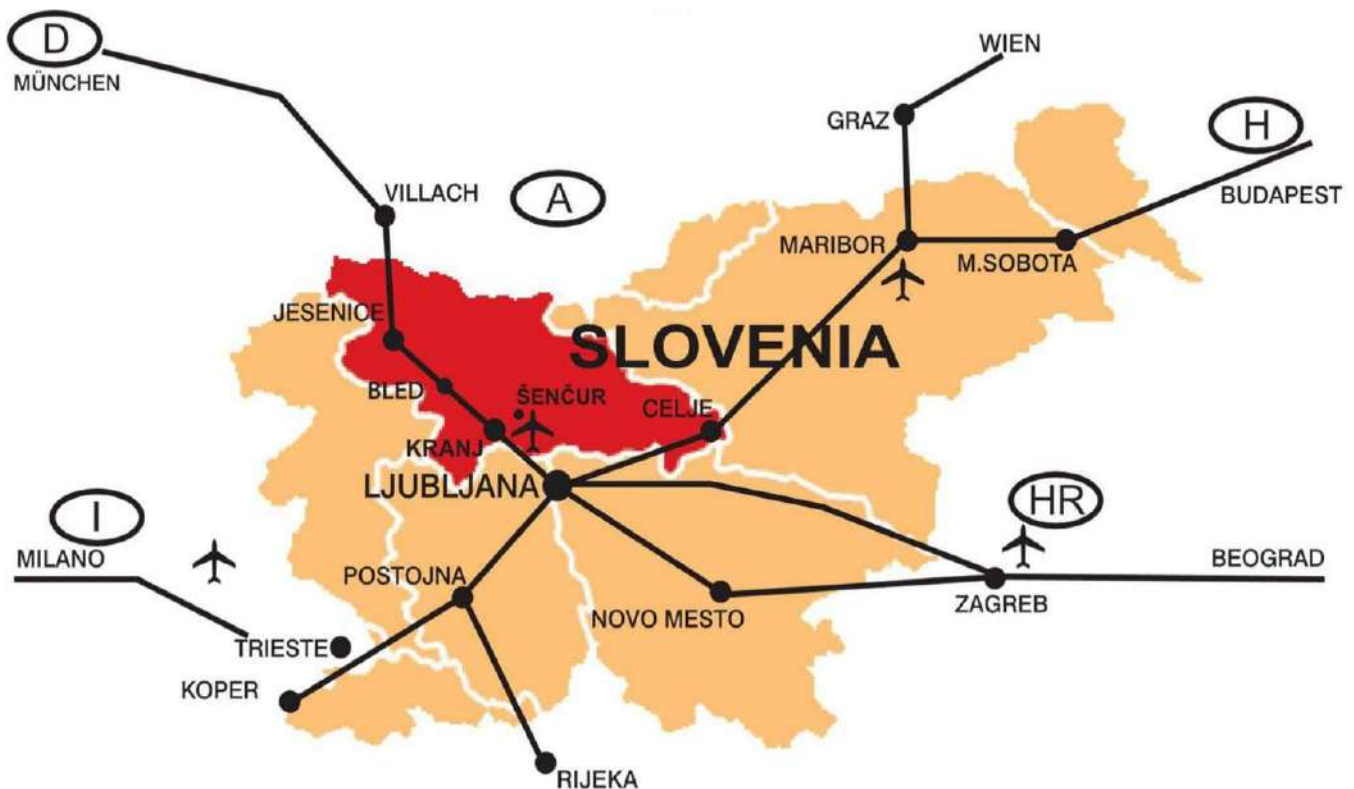 D
MÜNCHEN
WIEN
GRAZ
H
BUDAPEST
VILLACH
A
MARIBOR
M.SOBOTA
JESENICE
SLOVENIA
BLED
ŠENČUR
CELJE
KRANJ
LJUBLJANA
I
HR
MILANO
POSTOJNA
BEOGRAD
NOVO MESTO
ZAGREB
TRIESTE
KOPER
RIJEKA